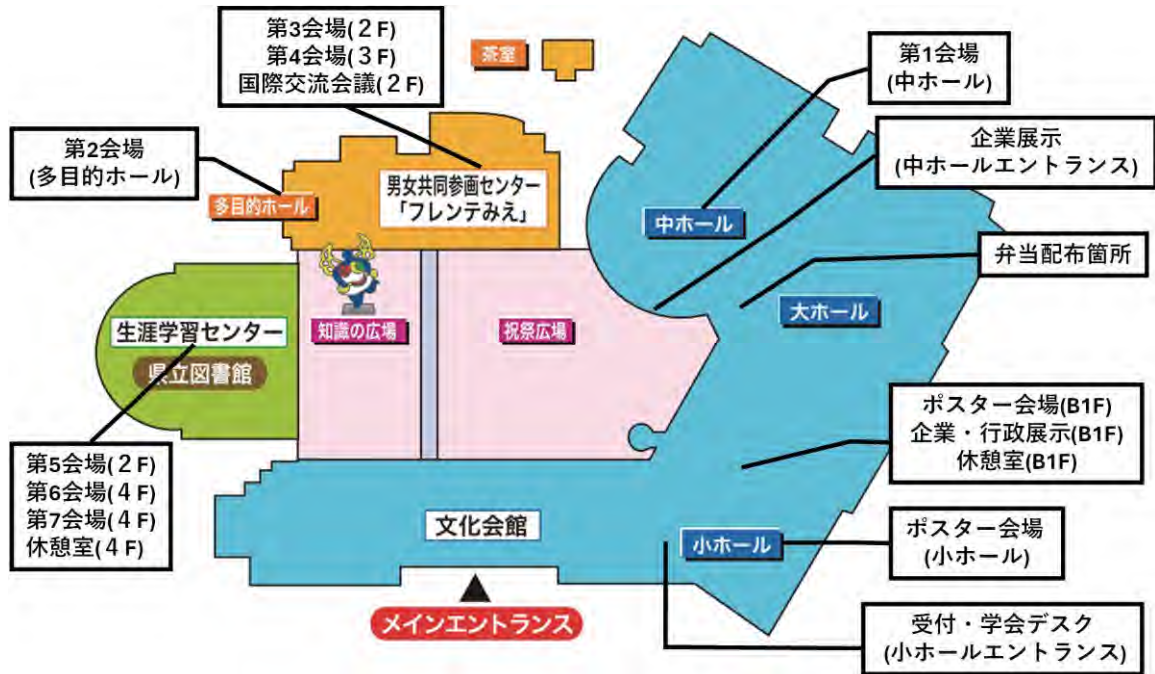 第3会場(２F)
第4会場(３F)
国際交流会議(２F)
茶室
第1会場
(中ホール)
第2会場
(多目的ホール)
企業展示
(中ホールエントランス)
多目的ホール
男女共同参画センター
「フレンテみえ」
中ホール
弁当配布箇所
大ホール
生涯学習センター
県立図書館
知識の広場
祝祭広場
ポスター会場(B1F)
企業・行政展示(B1F)
休憩室(B1F)
第5会場(２F)
第6会場(４F)
第7会場(４F)
休憩室(４F)
文化会館
小ホール
ポスター会場
(小ホール)
メインエントランス
受付・学会デスク
(小ホールエントランス)